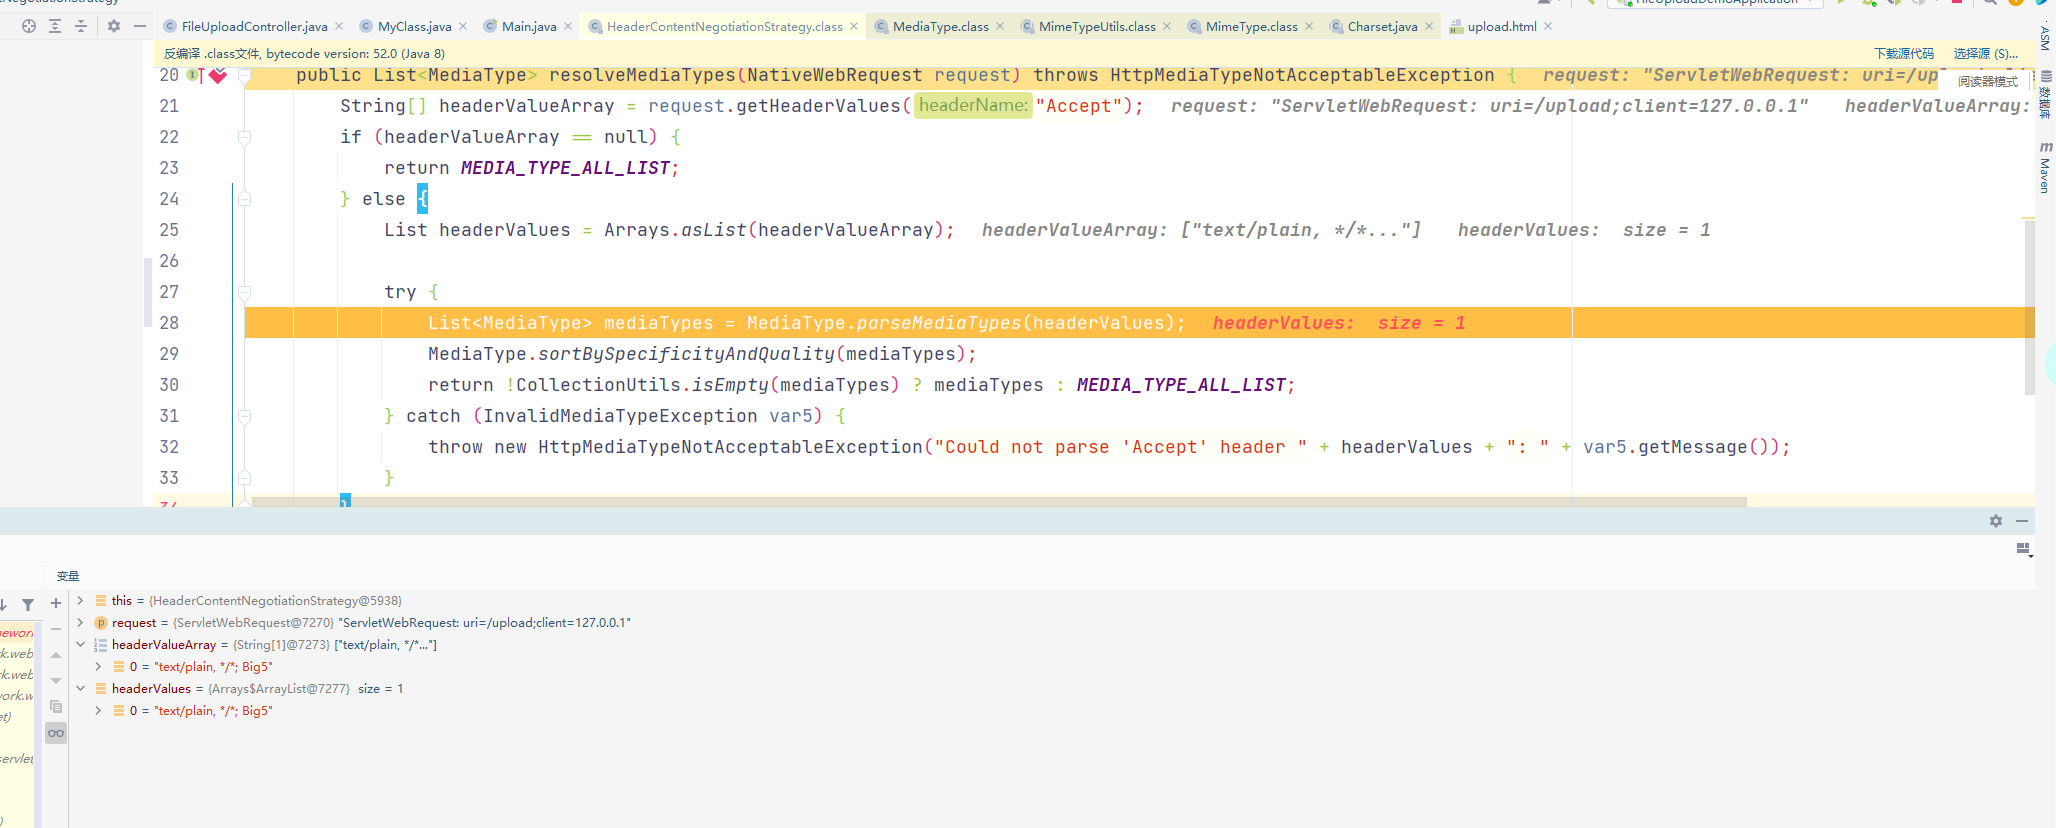 FileUploadController.java MyClass.java Main.java HeaderContentNegotiationStrategy.class MediaType.class MimeTypeUtils.class MimeType.class Charset.java upload.html
反编译 .class文件, bytecode version: 52.0 (Java 8) 下载源代码 选择源 (S)...
20 public List<MediaType> resolveMediaTypes(NativeWebRequest request) throws HttpMediaTypeNotAcceptableException { request: "ServletWebRequest: uri=/up
阅读器模式
21 String[] headerValueArray = request.getHeaderValues( headerName: "Accept"); request: "ServletWebRequest: uri=/upload;client=127.0.0.1" headerValueArray:
22 if (headerValueArray == null) {
23 return MEDIA_TYPE_ALL_LIST;
24 } else {
25 List headerValues = Arrays.asList(headerValueArray); headerValueArray: ["text/plain, */*..."] headerValues: size = 1
26
27 try {
28 List<MediaType> mediaTypes = MediaType.parseMediaTypes(headerValues); headerValues: size = 1
29 MediaType.sortBySpecificityAndQuality(mediaTypes);
30 return !CollectionUtils.isEmpty(mediaTypes) ? mediaTypes : MEDIA_TYPE_ALL_LIST;
31 } catch (InvalidMediaTypeException var5) {
32 throw new HttpMediaTypeNotAcceptableException("Could not parse 'Accept' header " + headerValues + ": " + var5.getMessage());
33 }
ASM
数据库
Maven
变量
this = {HeaderContentNegotiationStrategy@5938}
request = {ServletWebRequest@7270} "ServletWebRequest: uri=/upload;client=127.0.0.1"
headerValueArray = {String[1]@7273} ["text/plain, */*..."]
0 = "text/plain, */*; Big5"
headerValues = {Arrays$ArrayList@7277} size = 1
0 = "text/plain, */*; Big5"